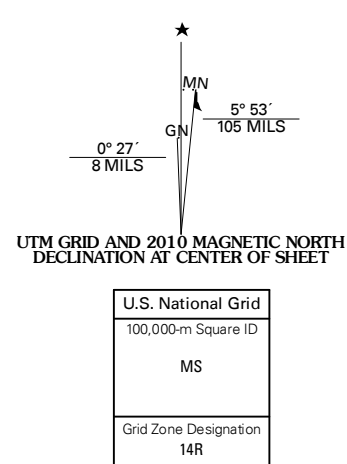 MN
GN
5° 53´
105 MILS
0° 27´
8 MILS
UTM GRID AND 2010 MAGNETIC NORTH
DECLINATION AT CENTER OF SHEET
U.S. National Grid
100,000-m Square ID
MS
Grid Zone Designation
14R